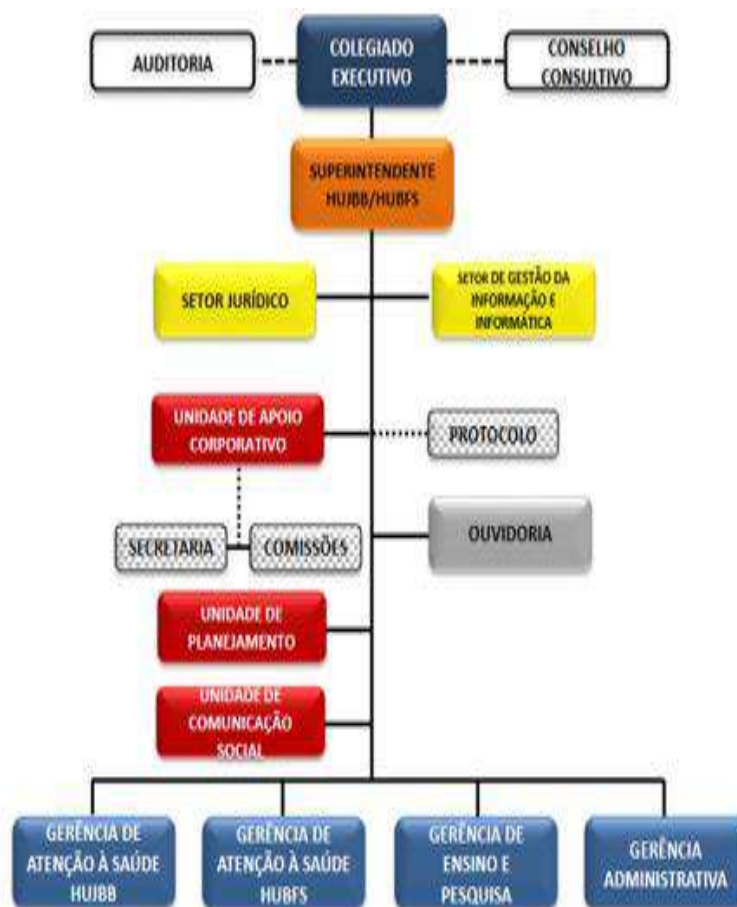 AUDITORIA
COLEGIADO
EXECUTIVO
CONSELHO
CONSULTIVO
SUPERINTENDENTE
HUJBB/HUBFS
SETOR JURÍDICO
SETOR DE GESTÃO DA
INFORMAÇÃO E
INFORMÁTICA
UNIDADE DE APOIO
CORPORATIVO
PROTOCOLO
SECRETARIA
COMISSÕES
OUVIDORIA
UNIDADE DE
PLANEJAMENTO
UNIDADE DE
COMUNICAÇÃO
SOCIAL
GERÊNCIA DE
ATENÇÃO À SAÚDE
HUJBB
GERÊNCIA DE
ATENÇÃO À SAÚDE
HUBFS
GERÊNCIA DE
ENSINO E
PESQUISA
GERÊNCIA
ADMINISTRATIVA